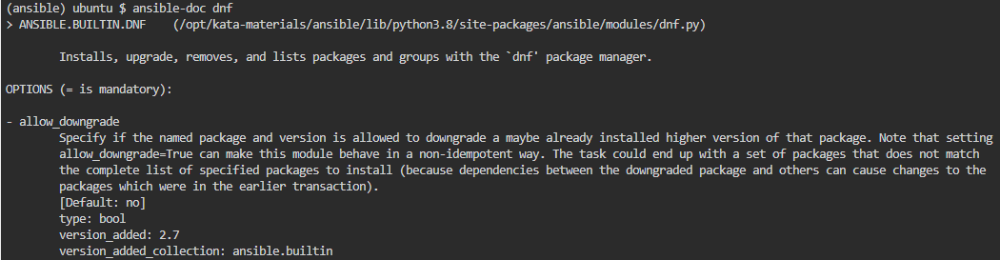 (ansible) ubuntu $ ansible-doc dnf
> ANSIBLE.BUILTIN.DNF    (/opt/kata-materials/ansible/lib/python3.8/site-packages/ansible/modules/dnf.py)
Installs, upgrade, removes, and lists packages and groups with the `dnf' package manager.
OPTIONS (= is mandatory):
- allow_downgrade
Specify if the named package and version is allowed to downgrade a maybe already installed higher version of that package. Note that setting
allow_downgrade=True can make this module behave in a non-idempotent way. The task could end up with a set of packages that does not match
the complete list of specified packages to install (because dependencies between the downgraded package and others can cause changes to the
packages which were in the earlier transaction).
[Default: no]
type: bool
version_added: 2.7
version_added_collection: ansible.builtin